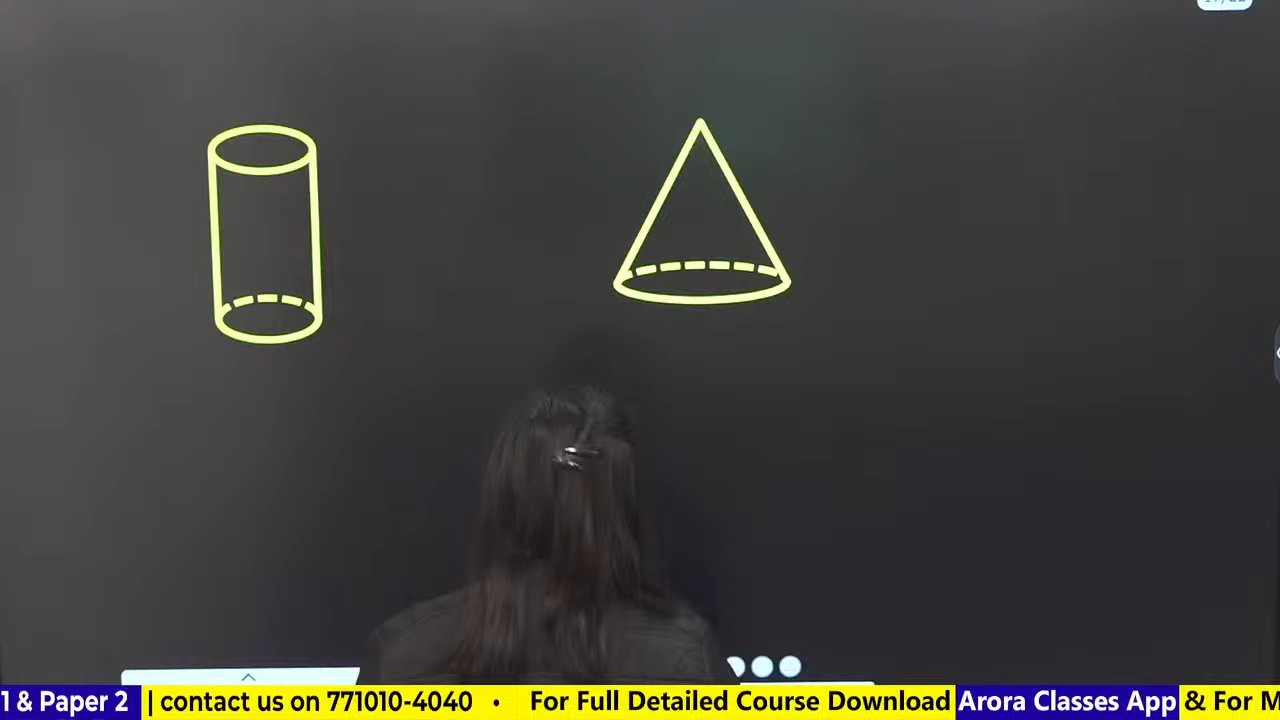 1 & Paper 2 | contact us on 771010-4040 • For Full Detailed Course Download Arora Classes App & For M